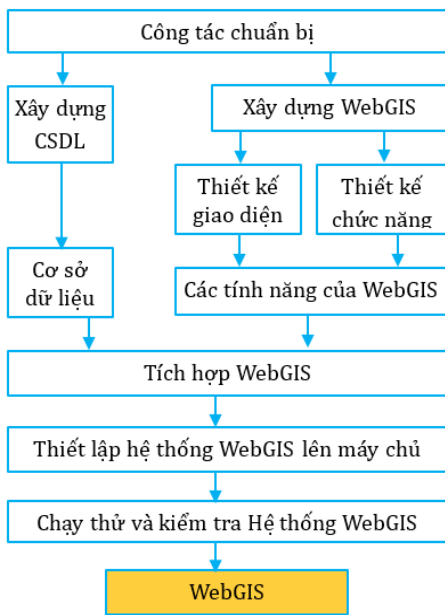 Công tác chuẩn bị
Xây dựng
CSDL
Xây dựng WebGIS
Thiết kế
giao diện
Thiết kế
chức năng
Cơ sở
dữ liệu
Các tính năng của WebGIS
Tích hợp WebGIS
Thiết lập hệ thống WebGIS lên máy chủ
Chạy thử và kiểm tra Hệ thống WebGIS
WebGIS